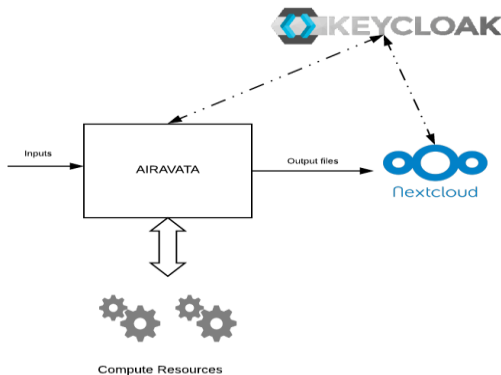 KEYCLOAK
Inputs
AIRAVATA
Output files
Nextcloud
Compute Resources